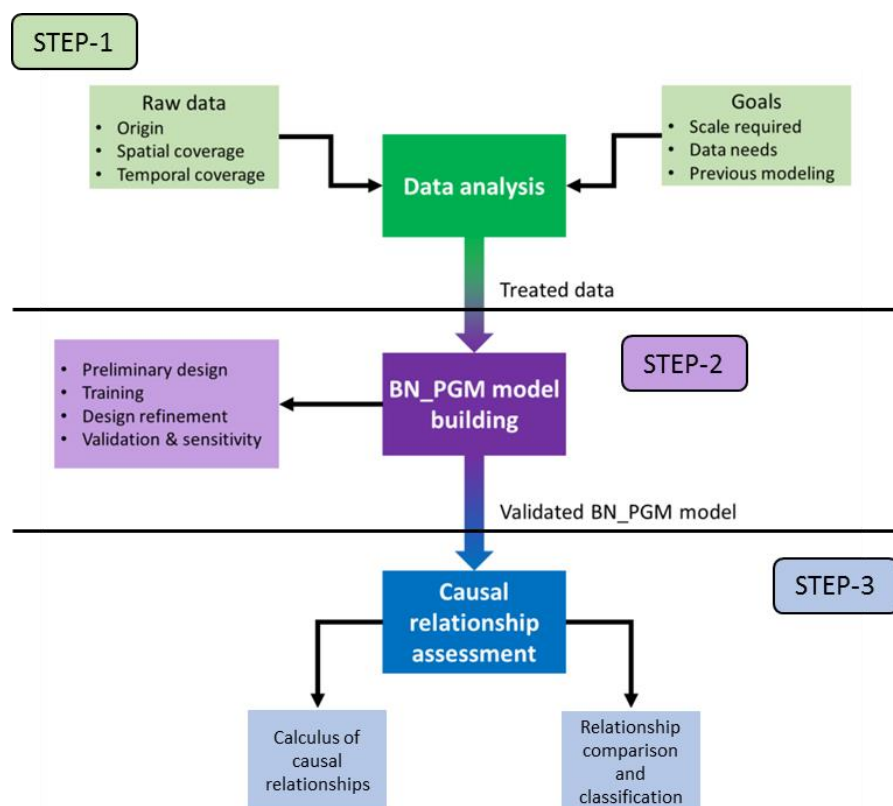 STEP-1
Raw data
• Origin
• Spatial coverage
• Temporal coverage
Goals
• Scale required
• Data needs
• Previous modeling
Data analysis
Treated data
STEP-2
• Preliminary design
• Training
• Design refinement
• Validation & sensitivity
BN_PGM model
building
Validated BN_PGM model
STEP-3
Causal
relationship
assessment
Calculus of
causal
relationships
Relationship
comparison
and
classification